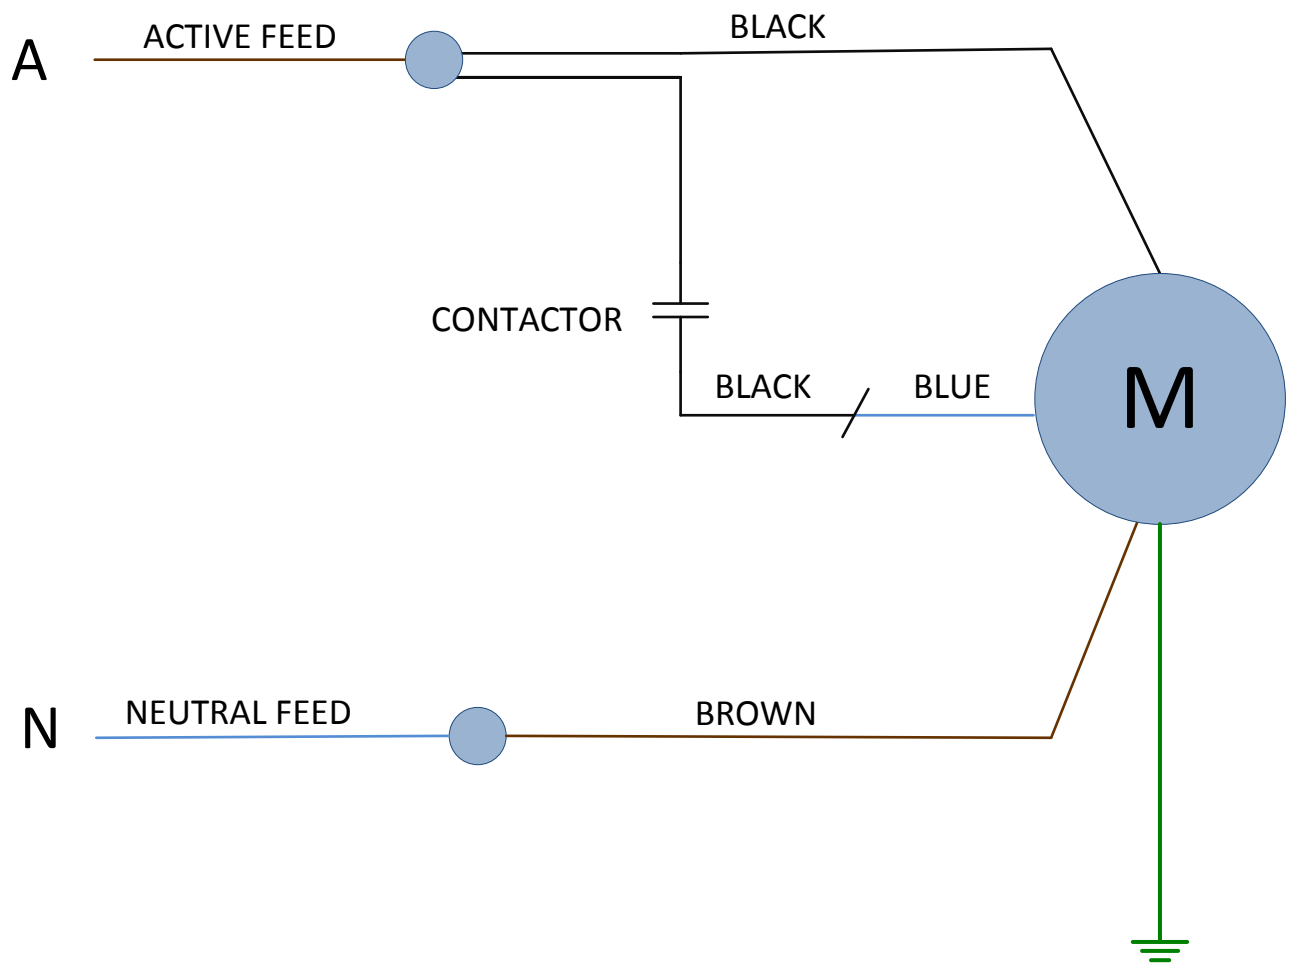 BLACK
ACTIVE FEED
A
CONTACTOR
BLACK
BLUE
M
NEUTRAL FEED
BROWN
N